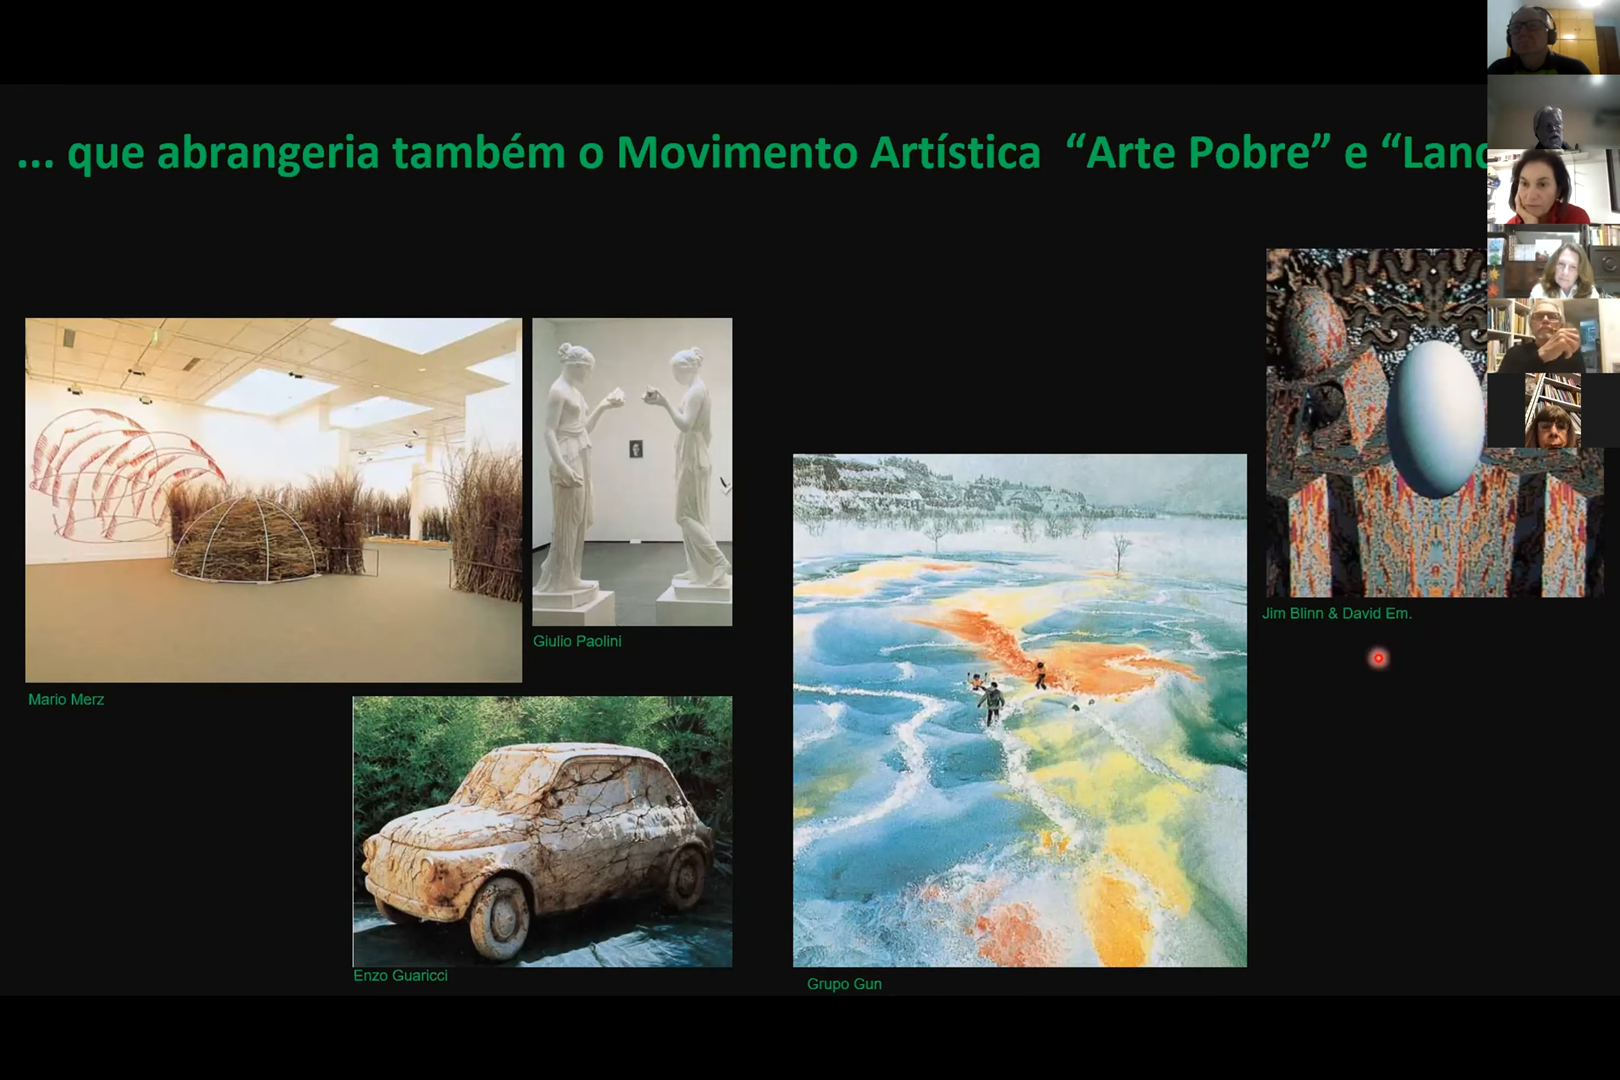 ... que abrangeria também o Movimento Artística “Arte Pobre” e “Land
Giulio Paolini
Jim Blinn & David Em.
Mario Merz
Enzo Guaricci
Grupo Gun